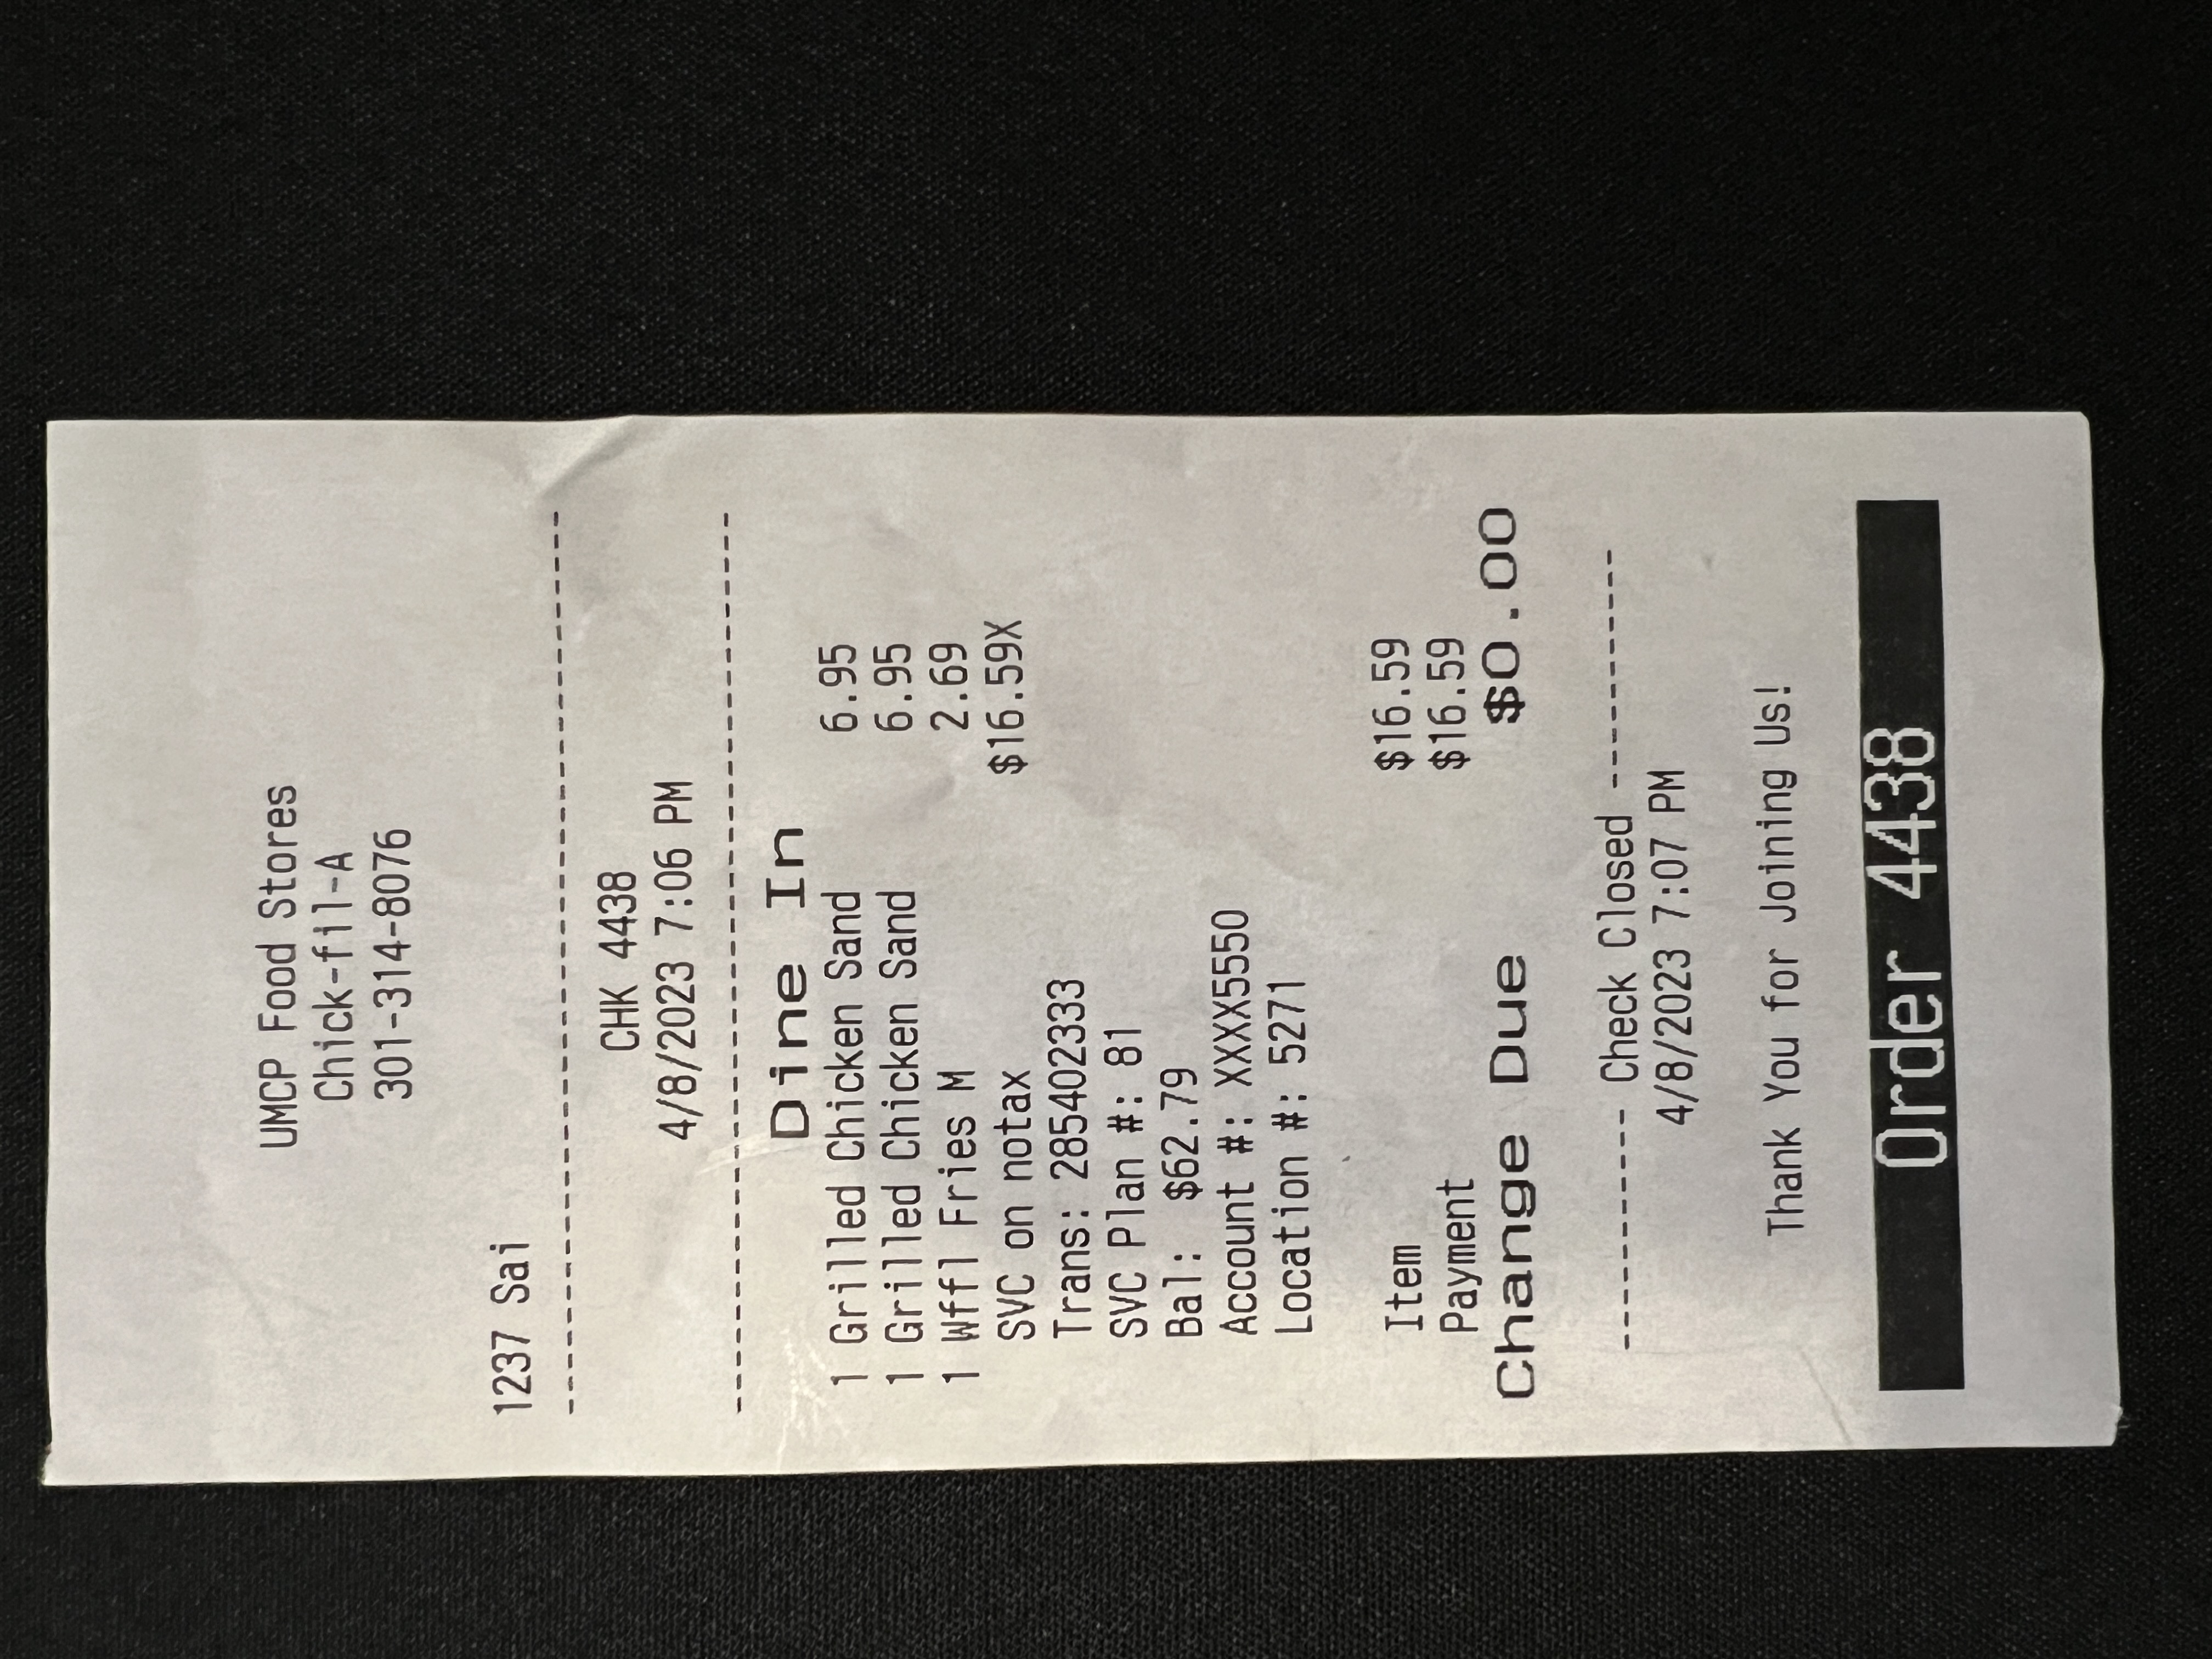 UMCP Food Stores
Chick-fil-A
301-314-8076
1237 Sai
----------------------------------------
CHK 4438
4/8/2023 7:06 PM
----------------------------------------
Dine In
1 Grilled Chicken Sand 6.95
1 Grilled Chicken Sand 6.95
1 Wffl Fries M 2.69
SVC on notax $16.59X
Trans: 285402333
SVC Plan #: 81
Bal: $62.79
Account #: XXXX5550
Location #: 5271
Item $16.59
Payment $16.59
Change Due $0.00
----------- Check Closed -----------
4/8/2023 7:07 PM
Thank You for Joining Us!
Order 4438